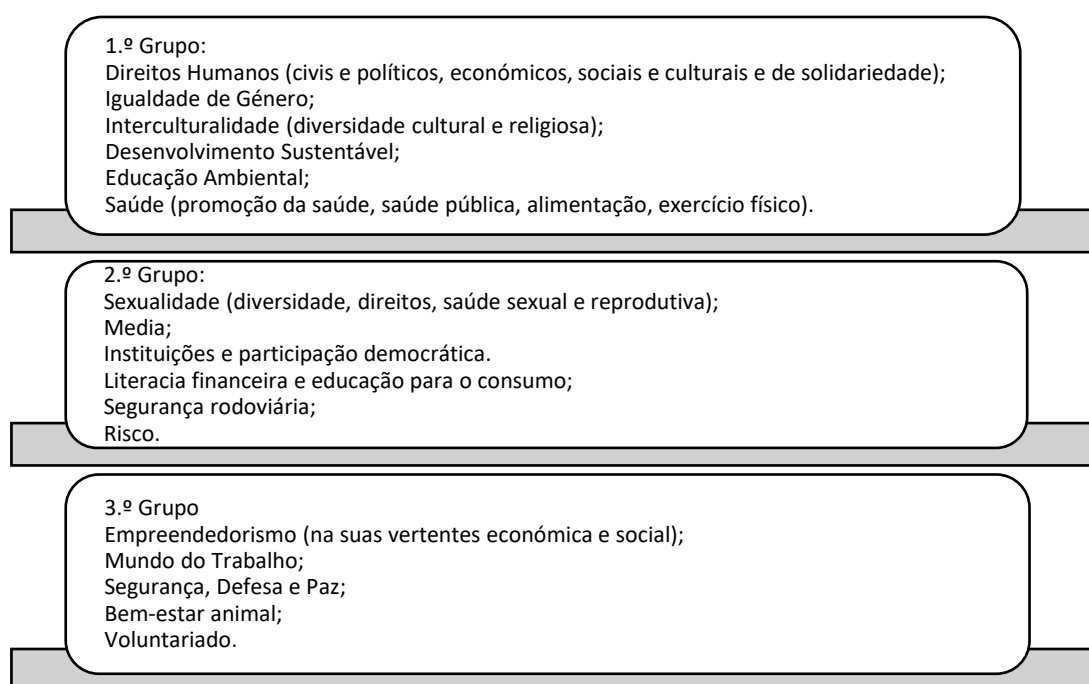 1.º Grupo:
Direitos Humanos (civis e políticos, económicos, sociais e culturais e de solidariedade);
Igualdade de Género;
Interculturalidade (diversidade cultural e religiosa);
Desenvolvimento Sustentável;
Educação Ambiental;
Saúde (promoção da saúde, saúde pública, alimentação, exercício físico).
2.º Grupo:
Sexualidade (diversidade, direitos, saúde sexual e reprodutiva);
Media;
Instituições e participação democrática.
Literacia financeira e educação para o consumo;
Segurança rodoviária;
Risco.
3.º Grupo
Empreendedorismo (na suas vertentes económica e social);
Mundo do Trabalho;
Segurança, Defesa e Paz;
Bem-estar animal;
Voluntariado.